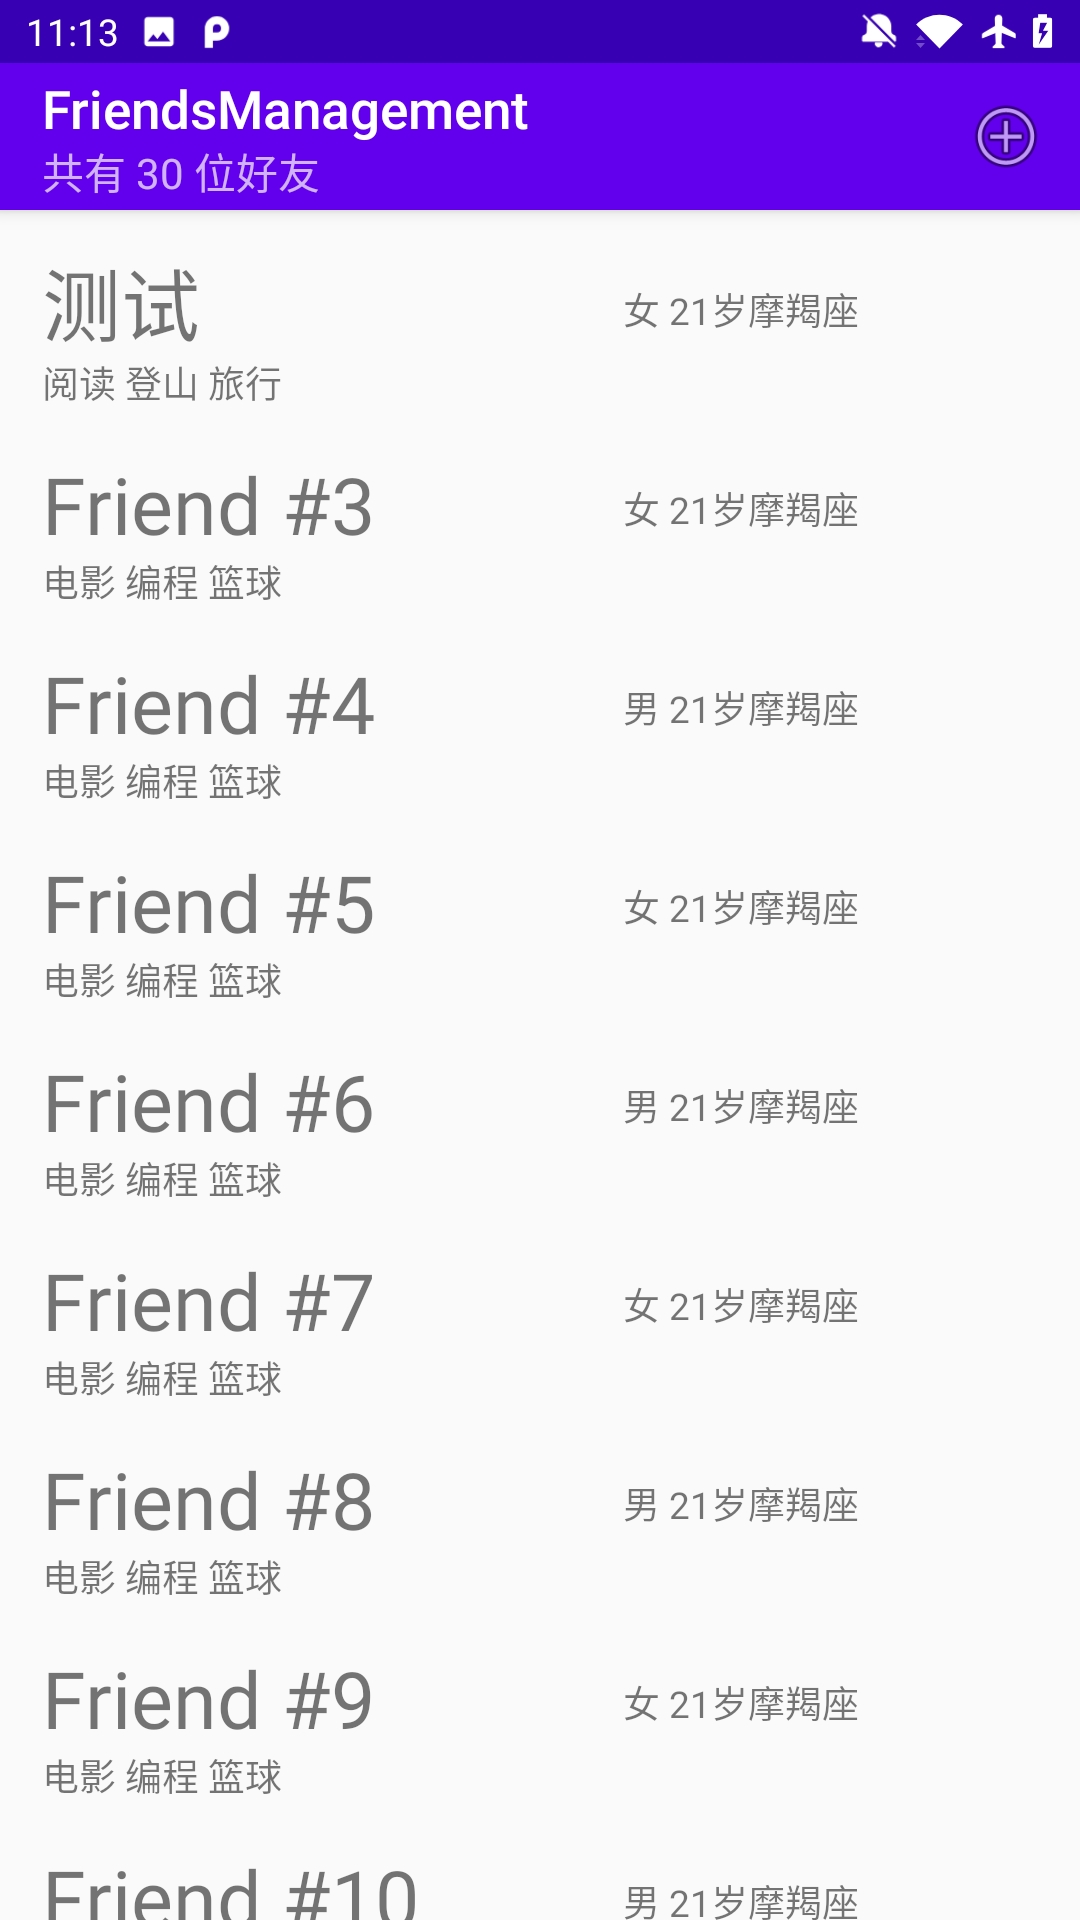 11:13
FriendsManagement
共有 30 位好友
测试
女 21岁摩羯座
阅读 登山 旅行
Friend #3
女 21岁摩羯座
电影 编程 篮球
Friend #4
男 21岁摩羯座
电影 编程 篮球
Friend #5
女 21岁摩羯座
电影 编程 篮球
Friend #6
男 21岁摩羯座
电影 编程 篮球
Friend #7
女 21岁摩羯座
电影 编程 篮球
Friend #8
男 21岁摩羯座
电影 编程 篮球
Friend #9
女 21岁摩羯座
电影 编程 篮球
Friend #10
男 21岁摩羯座